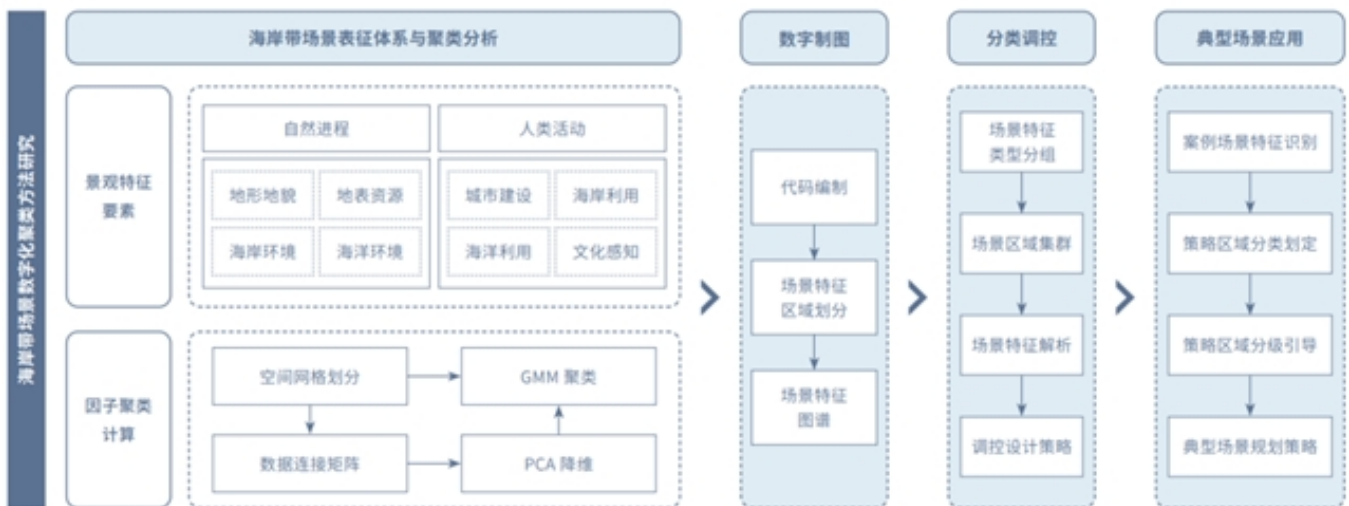 海岸带场景数字化聚类方法研究
海岸带场景表征体系与聚类分析
景观特征
要素
自然进程
人类活动
地形地貌
地表资源
城市建设
海岸利用
海岸环境
海洋环境
海洋利用
文化感知
因子聚类
计算
空间网格划分
GMM 聚类
数据连接矩阵
PCA 降维
数字制图
代码编制
场景特征
区域划分
场景特征
图谱
分类调控
场景特征
类型分组
场景区域集群
场景特征解析
调控设计策略
典型场景应用
案例场景特征识别
策略区域分类划定
策略区域分级引导
典型场景规划策略